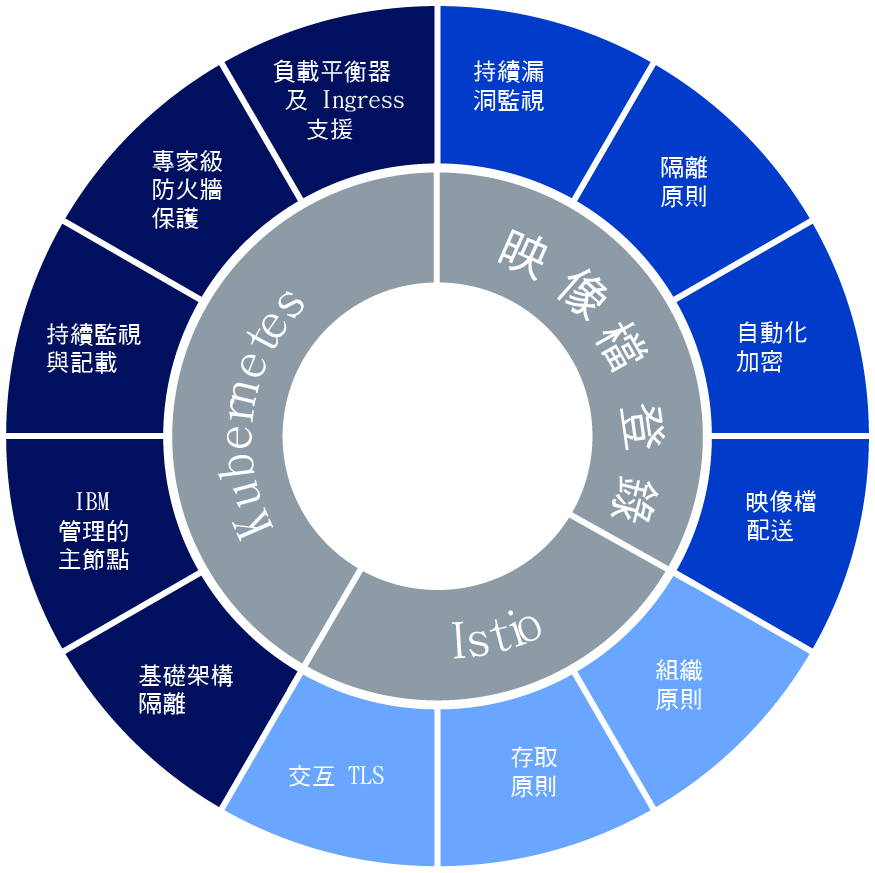 負載平衡器
及 Ingress
支援
持續漏
洞監視
隔離
原則
自動化
加密
映像檔
配送
組織
原則
存取
原則
交互 TLS
基礎架構
隔離
IBM
管理的
主節點
持續監視
與記載
專家級
防火牆
保護
Kubernetes
映像檔登錄
Istio